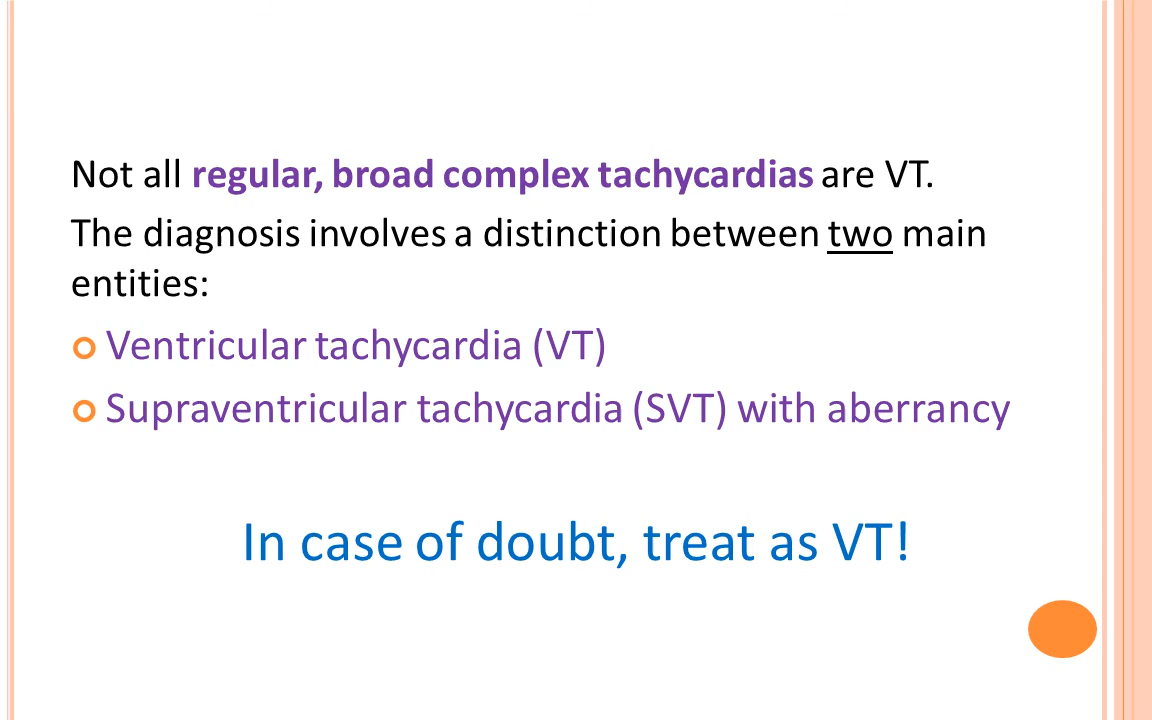 Not all regular, broad complex tachycardias are VT.
The diagnosis involves a distinction between two main
entities:
Ventricular tachycardia (VT)
Supraventricular tachycardia (SVT) with aberrancy
In case of doubt, treat as VT!